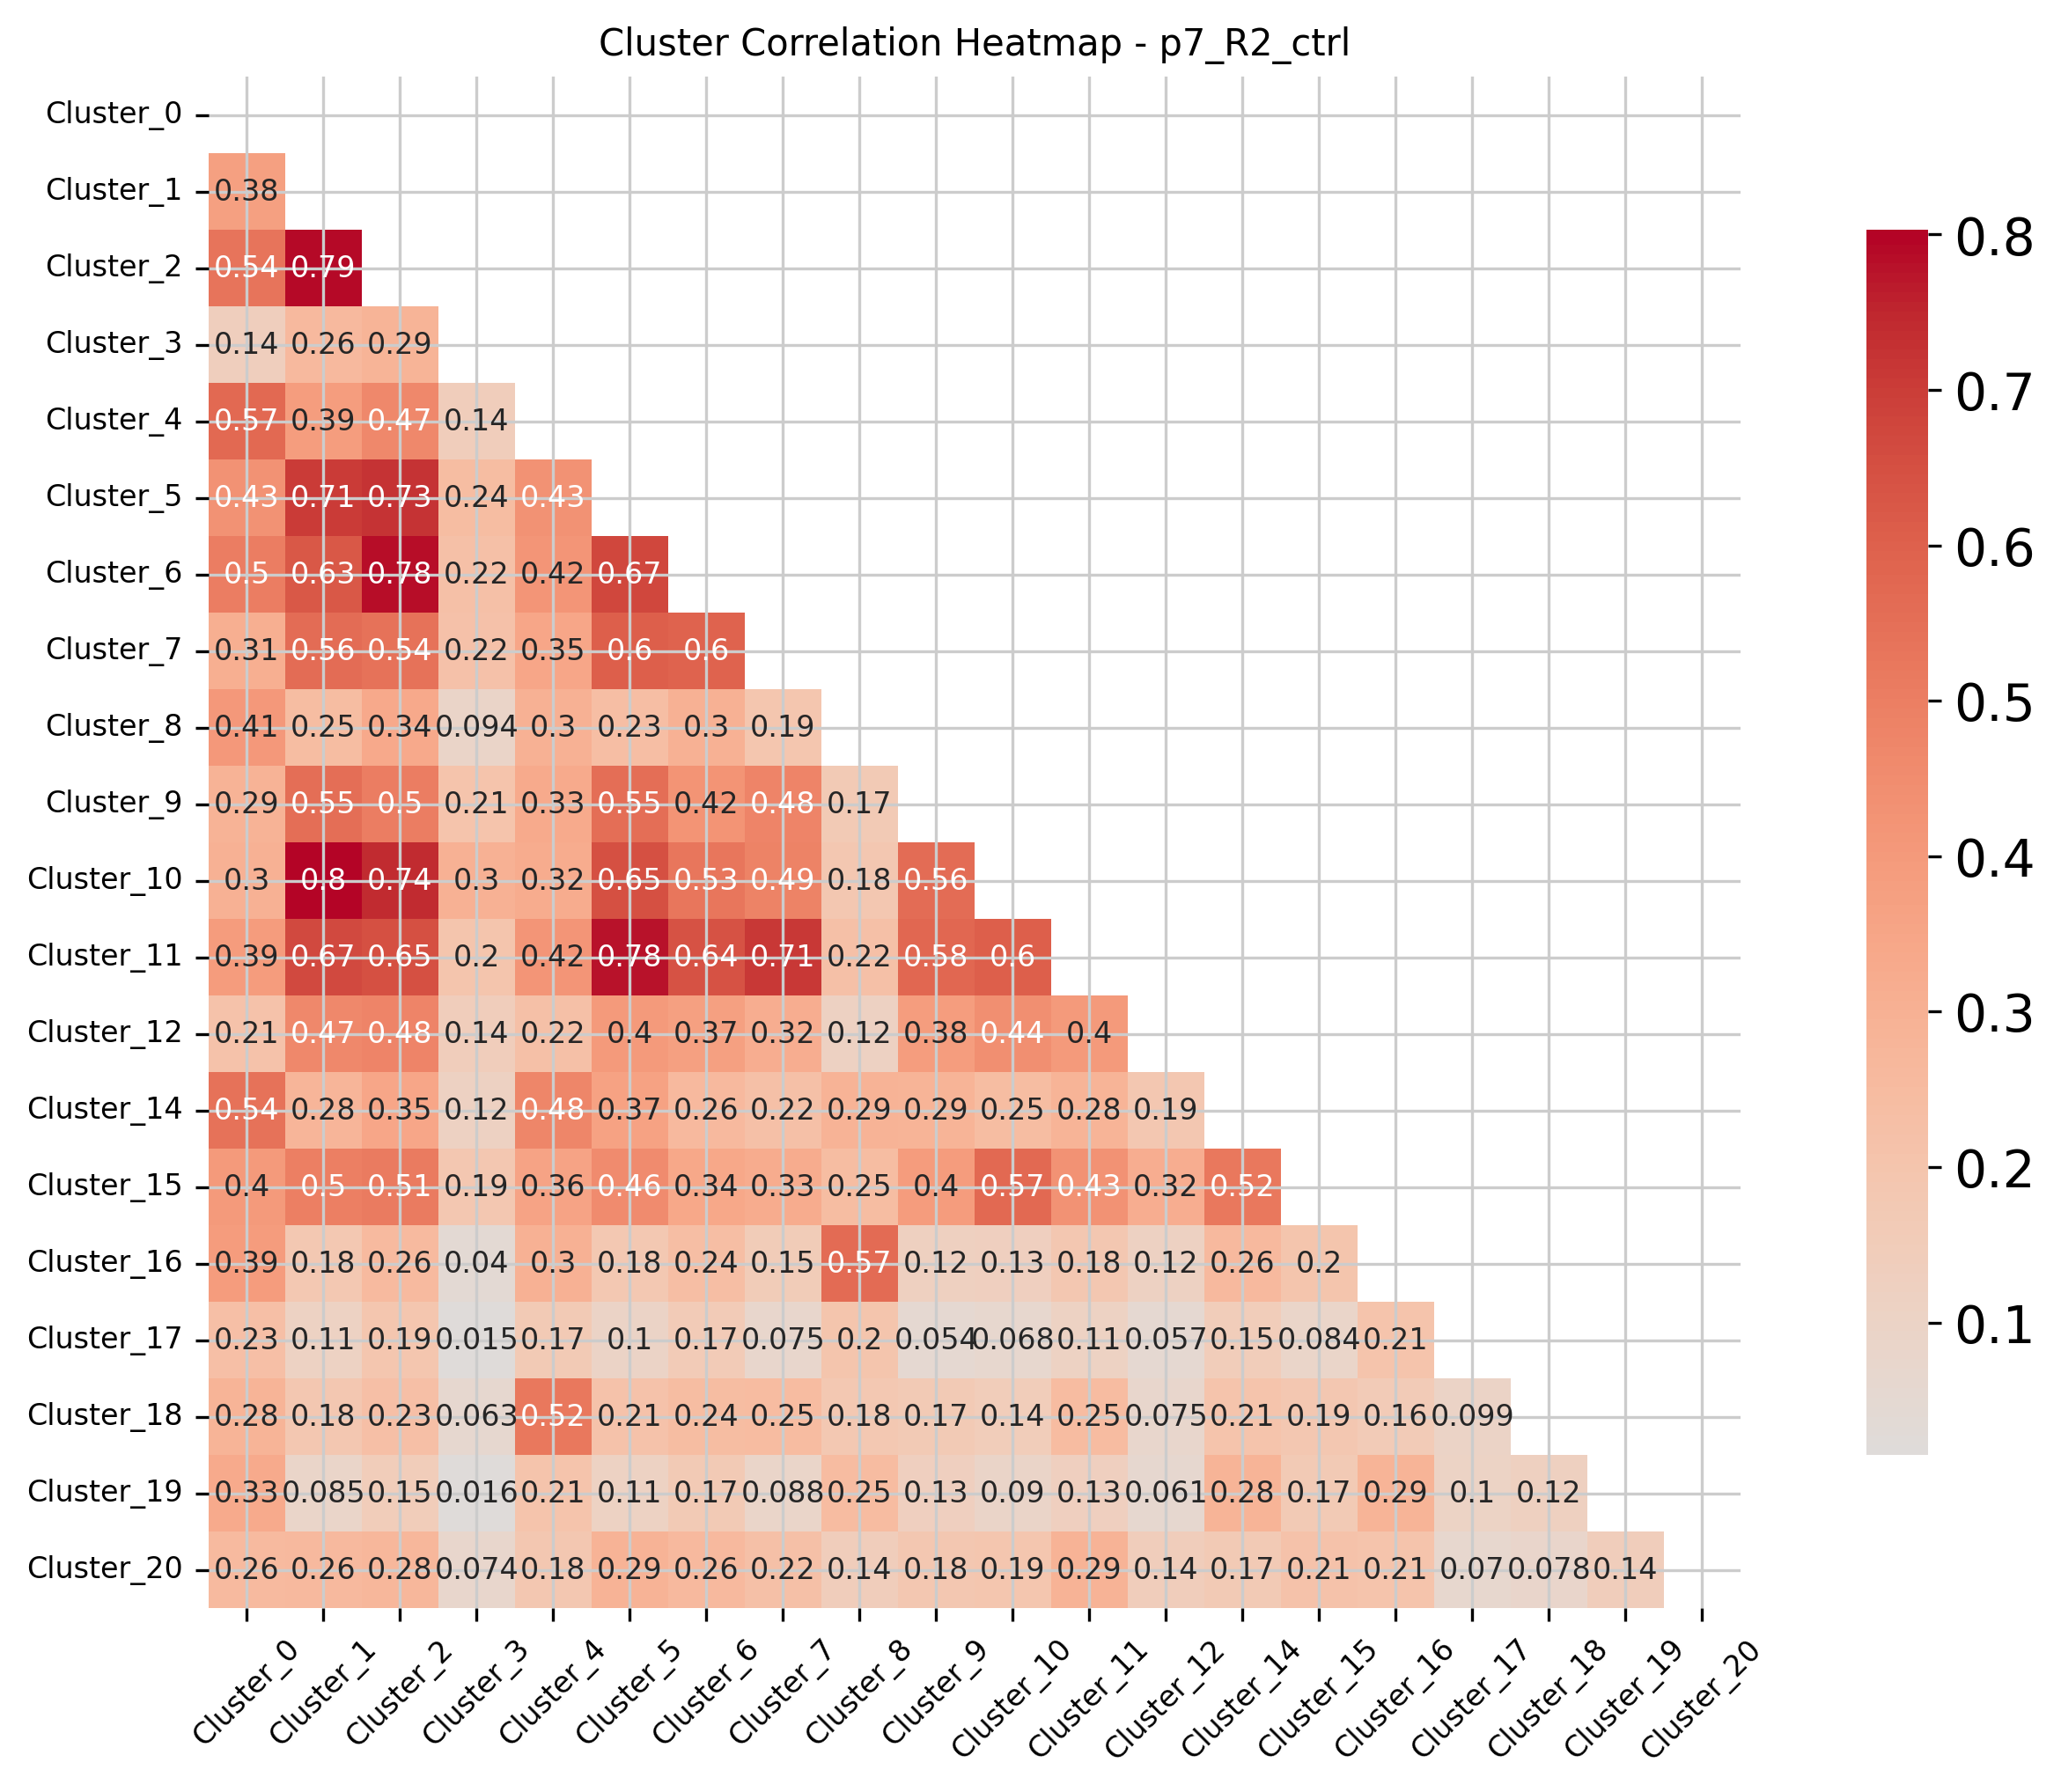 Cluster Correlation Heatmap - p7_R2_ctrl
Cluster_0
Cluster_1 0.38
Cluster_2 0.54 0.79
Cluster_3 0.14 0.26 0.29
Cluster_4 0.57 0.39 0.47 0.14
Cluster_5 0.43 0.71 0.73 0.24 0.43
Cluster_6 0.5 0.63 0.78 0.22 0.42 0.67
Cluster_7 0.31 0.56 0.54 0.22 0.35 0.6 0.6
Cluster_8 0.41 0.25 0.34 0.094 0.3 0.23 0.3 0.19
Cluster_9 0.29 0.55 0.5 0.21 0.33 0.55 0.42 0.48 0.17
Cluster_10 0.3 0.8 0.74 0.3 0.32 0.65 0.53 0.49 0.18 0.56
Cluster_11 0.39 0.67 0.65 0.2 0.42 0.78 0.64 0.71 0.22 0.58 0.6
Cluster_12 0.21 0.47 0.48 0.14 0.22 0.4 0.37 0.32 0.12 0.38 0.44 0.4
Cluster_14 0.54 0.28 0.35 0.12 0.48 0.37 0.26 0.22 0.29 0.29 0.25 0.28 0.19
Cluster_15 0.4 0.5 0.51 0.19 0.36 0.46 0.34 0.33 0.25 0.4 0.57 0.43 0.32 0.52
Cluster_16 0.39 0.18 0.26 0.04 0.3 0.18 0.24 0.15 0.57 0.12 0.13 0.18 0.12 0.26 0.2
Cluster_17 0.23 0.11 0.19 0.015 0.17 0.1 0.17 0.075 0.2 0.054 0.068 0.11 0.057 0.15 0.084 0.21
Cluster_18 0.28 0.18 0.23 0.063 0.52 0.21 0.24 0.25 0.18 0.17 0.14 0.25 0.075 0.21 0.19 0.16 0.099
Cluster_19 0.33 0.085 0.15 0.016 0.21 0.11 0.17 0.088 0.25 0.13 0.09 0.13 0.061 0.28 0.17 0.29 0.1 0.12
Cluster_20 0.26 0.26 0.28 0.074 0.18 0.29 0.26 0.22 0.14 0.18 0.19 0.29 0.14 0.17 0.21 0.21 0.07 0.078 0.14
Cluster_0 Cluster_1 Cluster_2 Cluster_3 Cluster_4 Cluster_5 Cluster_6 Cluster_7 Cluster_8 Cluster_9 Cluster_10 Cluster_11 Cluster_12 Cluster_14 Cluster_15 Cluster_16 Cluster_17 Cluster_18 Cluster_19 Cluster_20
0.8
0.7
0.6
0.5
0.4
0.3
0.2
0.1